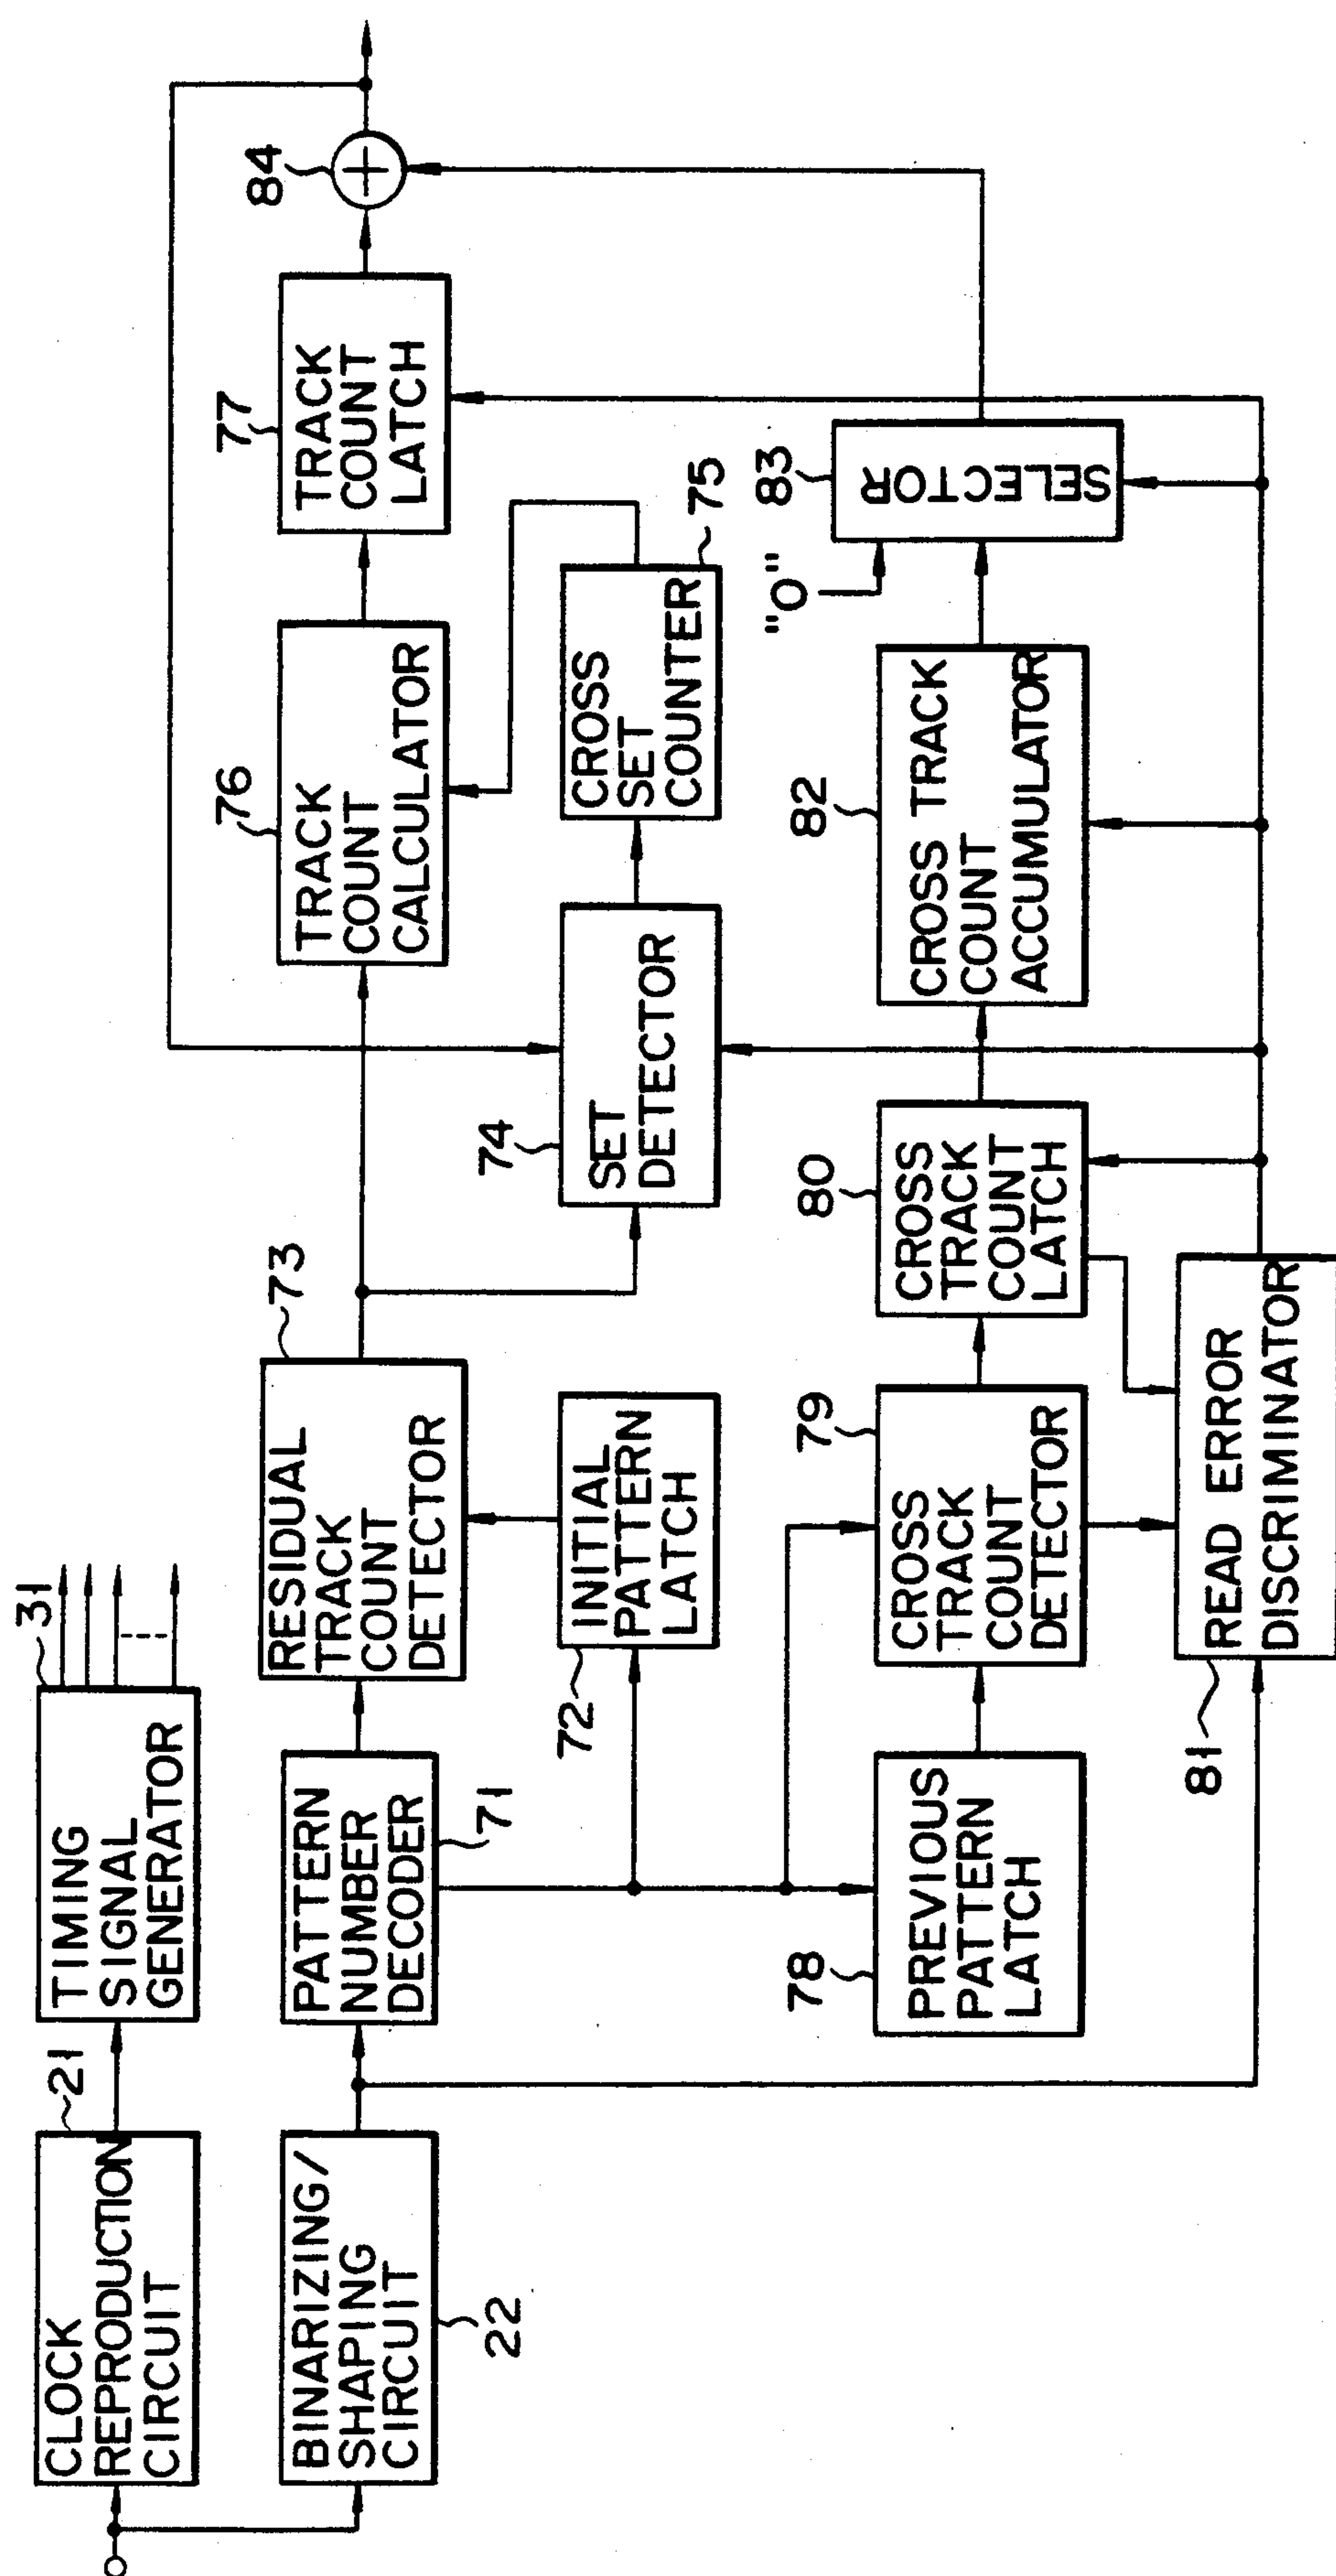 CLOCK
REPRODUCTION
CIRCUIT
21
TIMING
SIGNAL
GENERATOR
31
BINARIZING/
SHAPING
CIRCUIT
22
PATTERN
NUMBER
DECODER
71
RESIDUAL
TRACK
COUNT
DETECTOR
73
INITIAL
PATTERN
LATCH
72
SET
DETECTOR
74
CROSS
SET
COUNTER
75
TRACK
COUNT
CALCULATOR
76
TRACK
COUNT
LATCH
77
84
PREVIOUS
PATTERN
LATCH
78
CROSS
TRACK
COUNT
DETECTOR
79
CROSS
TRACK
COUNT
LATCH
80
READ ERROR
DISCRIMINATOR
81
CROSS TRACK
COUNT
ACCUMULATOR
82
"0"
SELECTOR
83